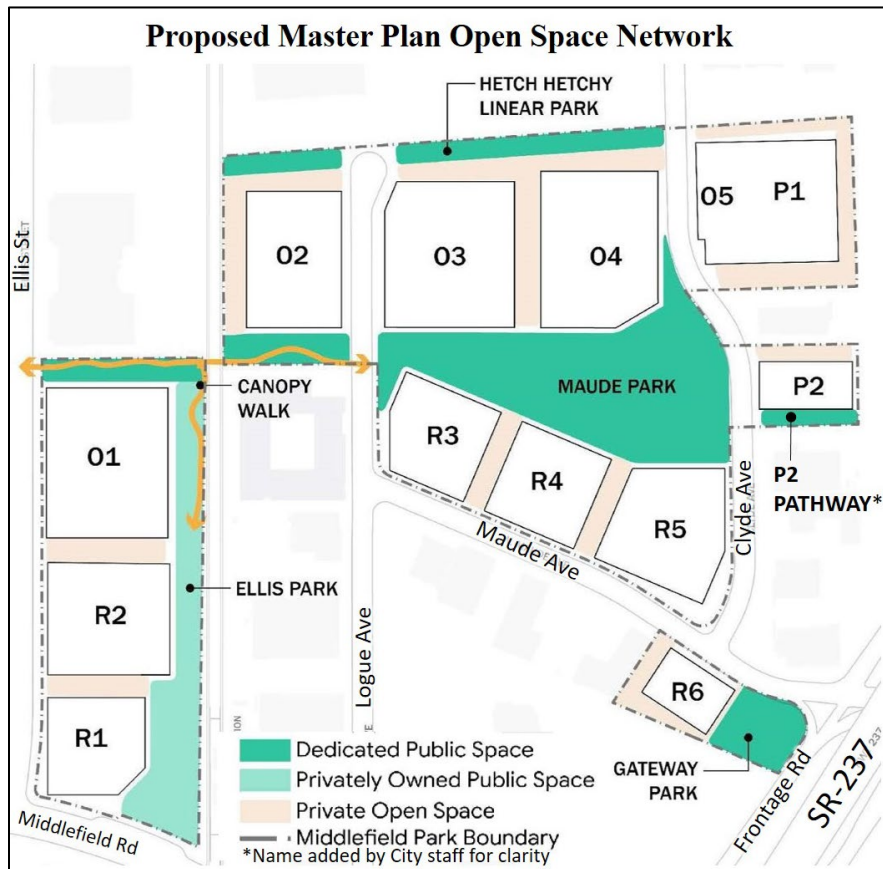 Proposed Master Plan Open Space Network
HETCH HETCHY
LINEAR PARK
Ellis St
O2
O3
O4
O5
P1
CANOPY
WALK
MAUDE PARK
P2
O1
R3
R4
R5
P2
PATHWAY*
Clyde Ave
Maude Ave
R2
ELLIS PARK
Logue Ave
R1
R6
GATEWAY
PARK
Frontage Rd
SR-237
237
Middlefield Rd
Dedicated Public Space
Privately Owned Public Space
Private Open Space
Middlefield Park Boundary
*Name added by City staff for clarity